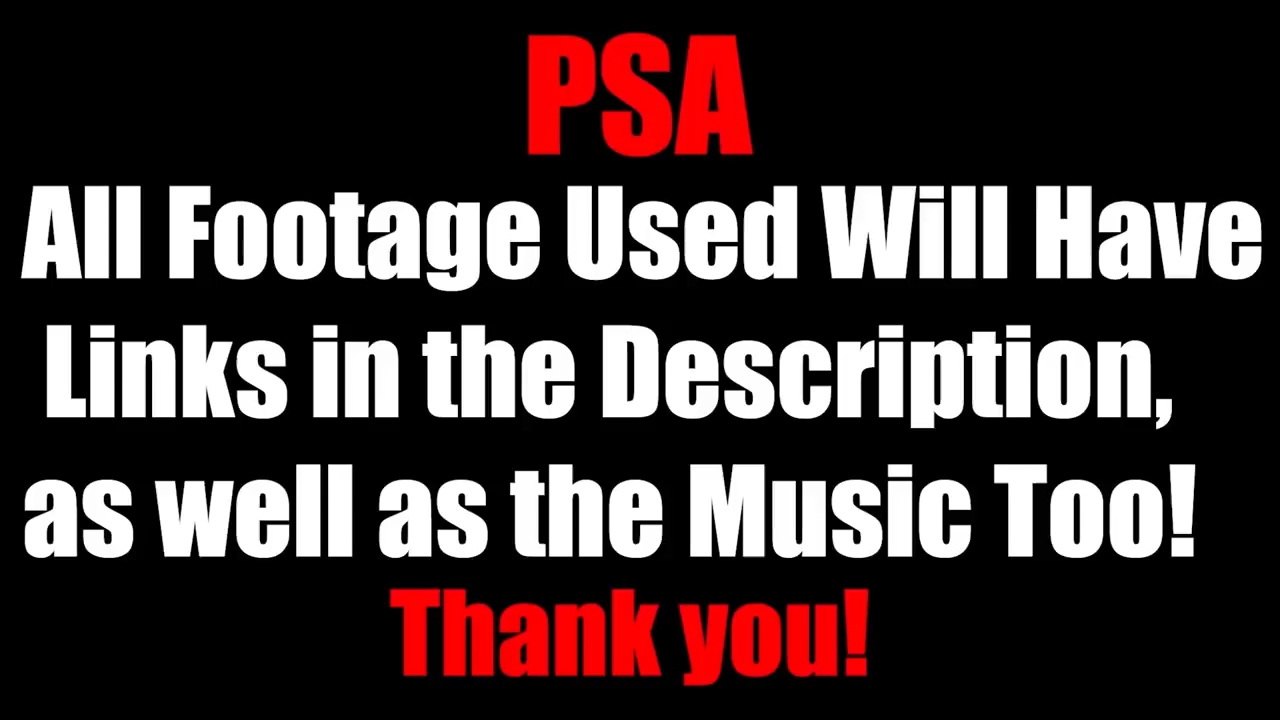 PSA
All Footage Used Will Have
Links in the Description,
as well as the Music Too!
Thank you!